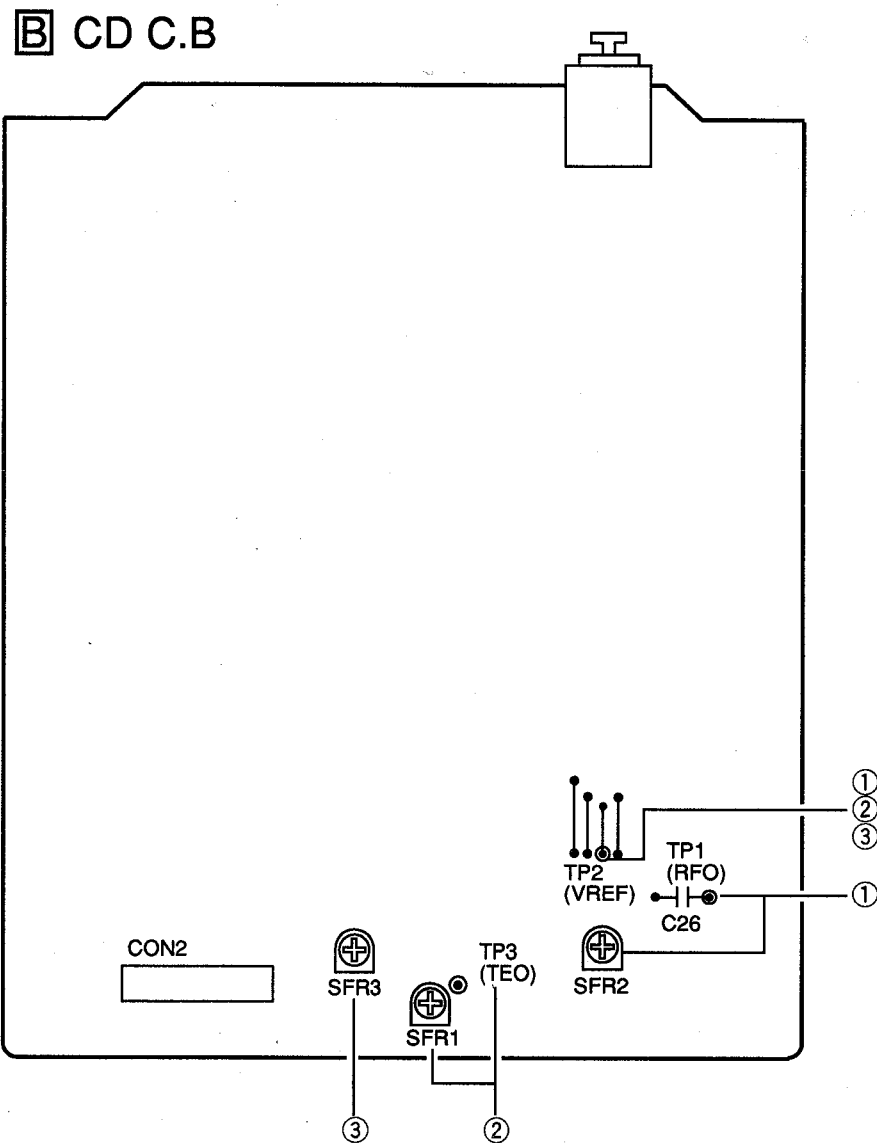 B CD C.B
①
②
③
TP1
(RFO)
TP2
(VREF)
①
C26
CON2
SFR3
TP3
(TEO)
SFR2
SFR1
③
②